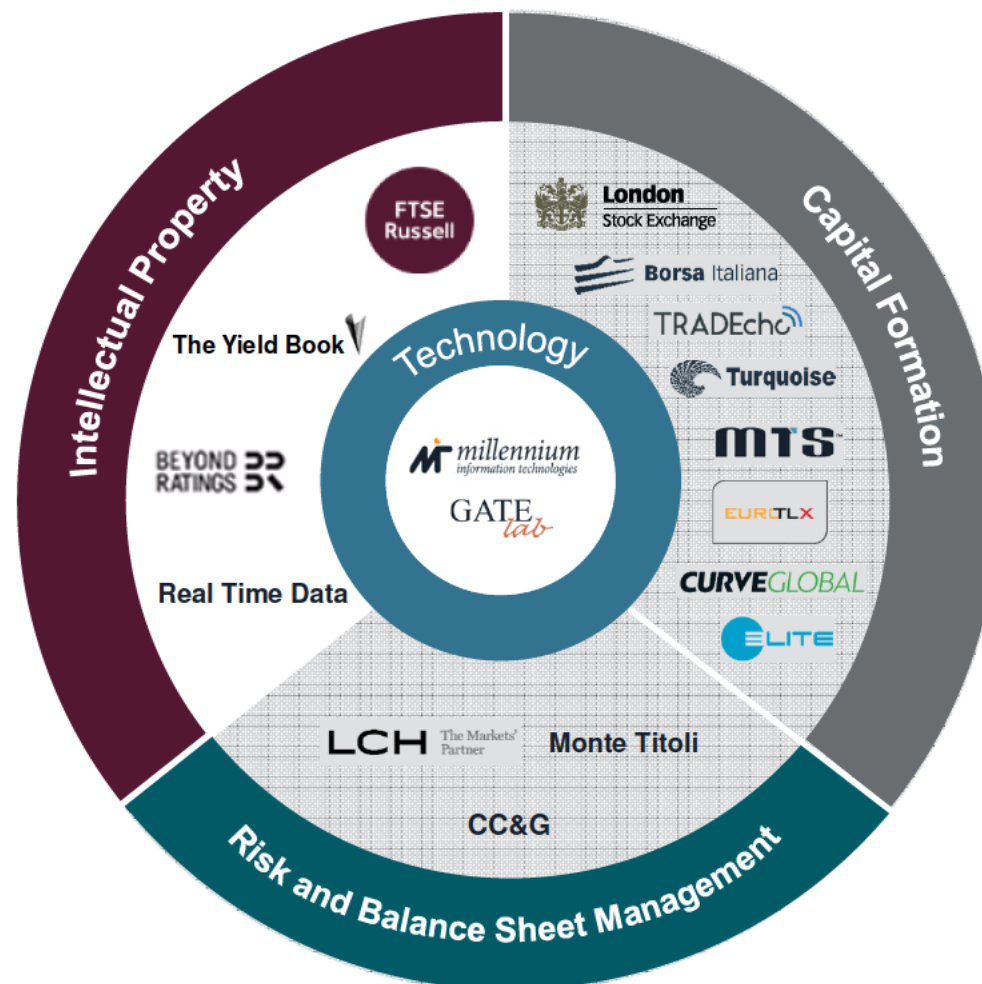 Intellectual Property
FTSE
Russell
The Yield Book
BEYOND
RATINGS
Real Time Data
Capital Formation
London
Stock Exchange
Borsa Italiana
TRADEcho
Turquoise
MTS™
EUROTLX
CURVEGLOBAL
ELITE
Technology
millennium
information technologies
GATE
lab
LCH
The Markets'
Partner
Monte Titoli
CC&G
Risk and Balance Sheet Management